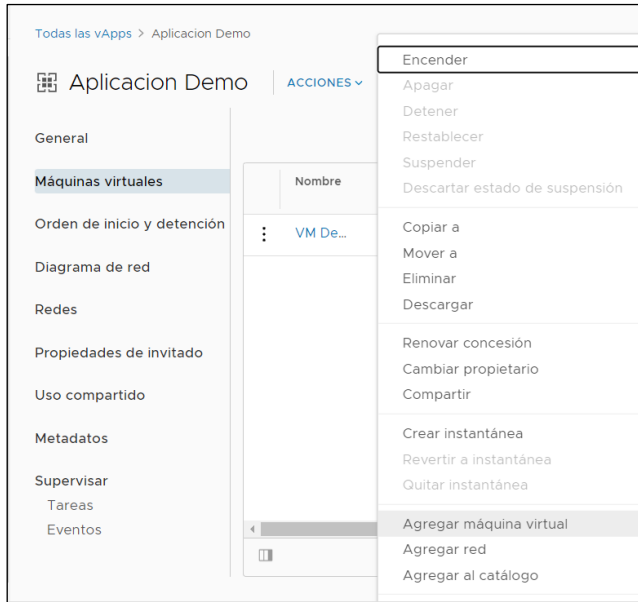 Todas las vApps > Aplicacion Demo
Aplicacion Demo
ACCIONES
General
Máquinas virtuales
Orden de inicio y detención
Diagrama de red
Redes
Propiedades de invitado
Uso compartido
Metadatos
Supervisar
Tareas
Eventos
Nombre
VM De...
Encender
Apagar
Detener
Restablecer
Suspender
Descartar estado de suspensión
Copiar a
Mover a
Eliminar
Descargar
Renovar concesión
Cambiar propietario
Compartir
Crear instantánea
Revertir a instantánea
Quitar instantánea
Agregar máquina virtual
Agregar red
Agregar al catálogo